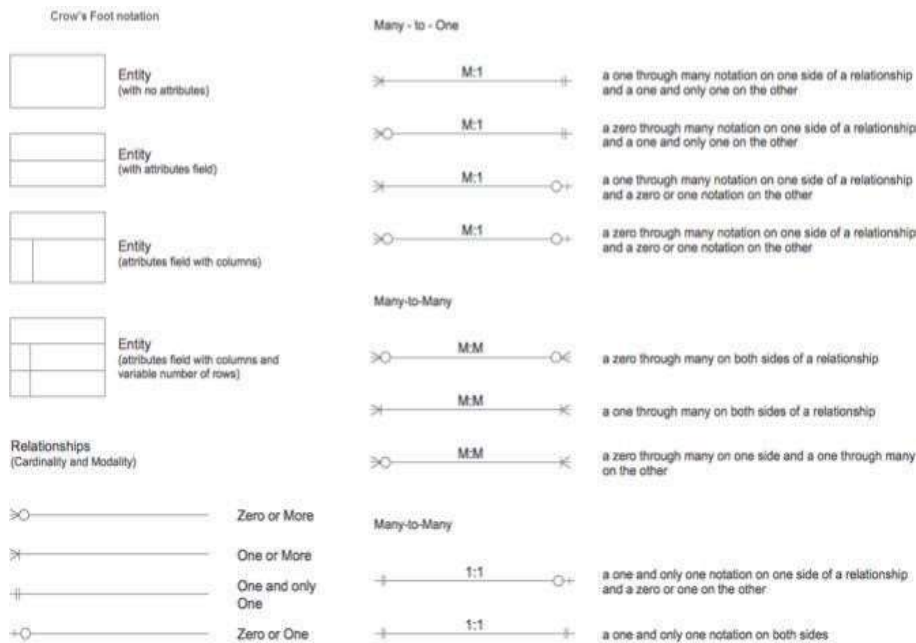 Crow's Foot notation
Entity
(with no attributes)
Entity
(with attributes field)
Entity
(attributes field with columns)
Entity
(attributes field with columns and
variable number of rows)
Relationships
(Cardinality and Modality)
Zero or More
One or More
One and only
One
Zero or One
Many - to - One
M:1
a one through many notation on one side of a relationship
and a one and only one on the other
M:1
a zero through many notation on one side of a relationship
and a one and only one on the other
M:1
a one through many notation on one side of a relationship
and a zero or one notation on the other
M:1
a zero through many notation on one side of a relationship
and a zero or one notation on the other
Many-to-Many
M:M
a zero through many on both sides of a relationship
M:M
a one through many on both sides of a relationship
M:M
a zero through many on one side and a one through many
on the other
Many-to-Many
1:1
a one and only one notation on one side of a relationship
and a zero or one on the other
1:1
a one and only one notation on both sides